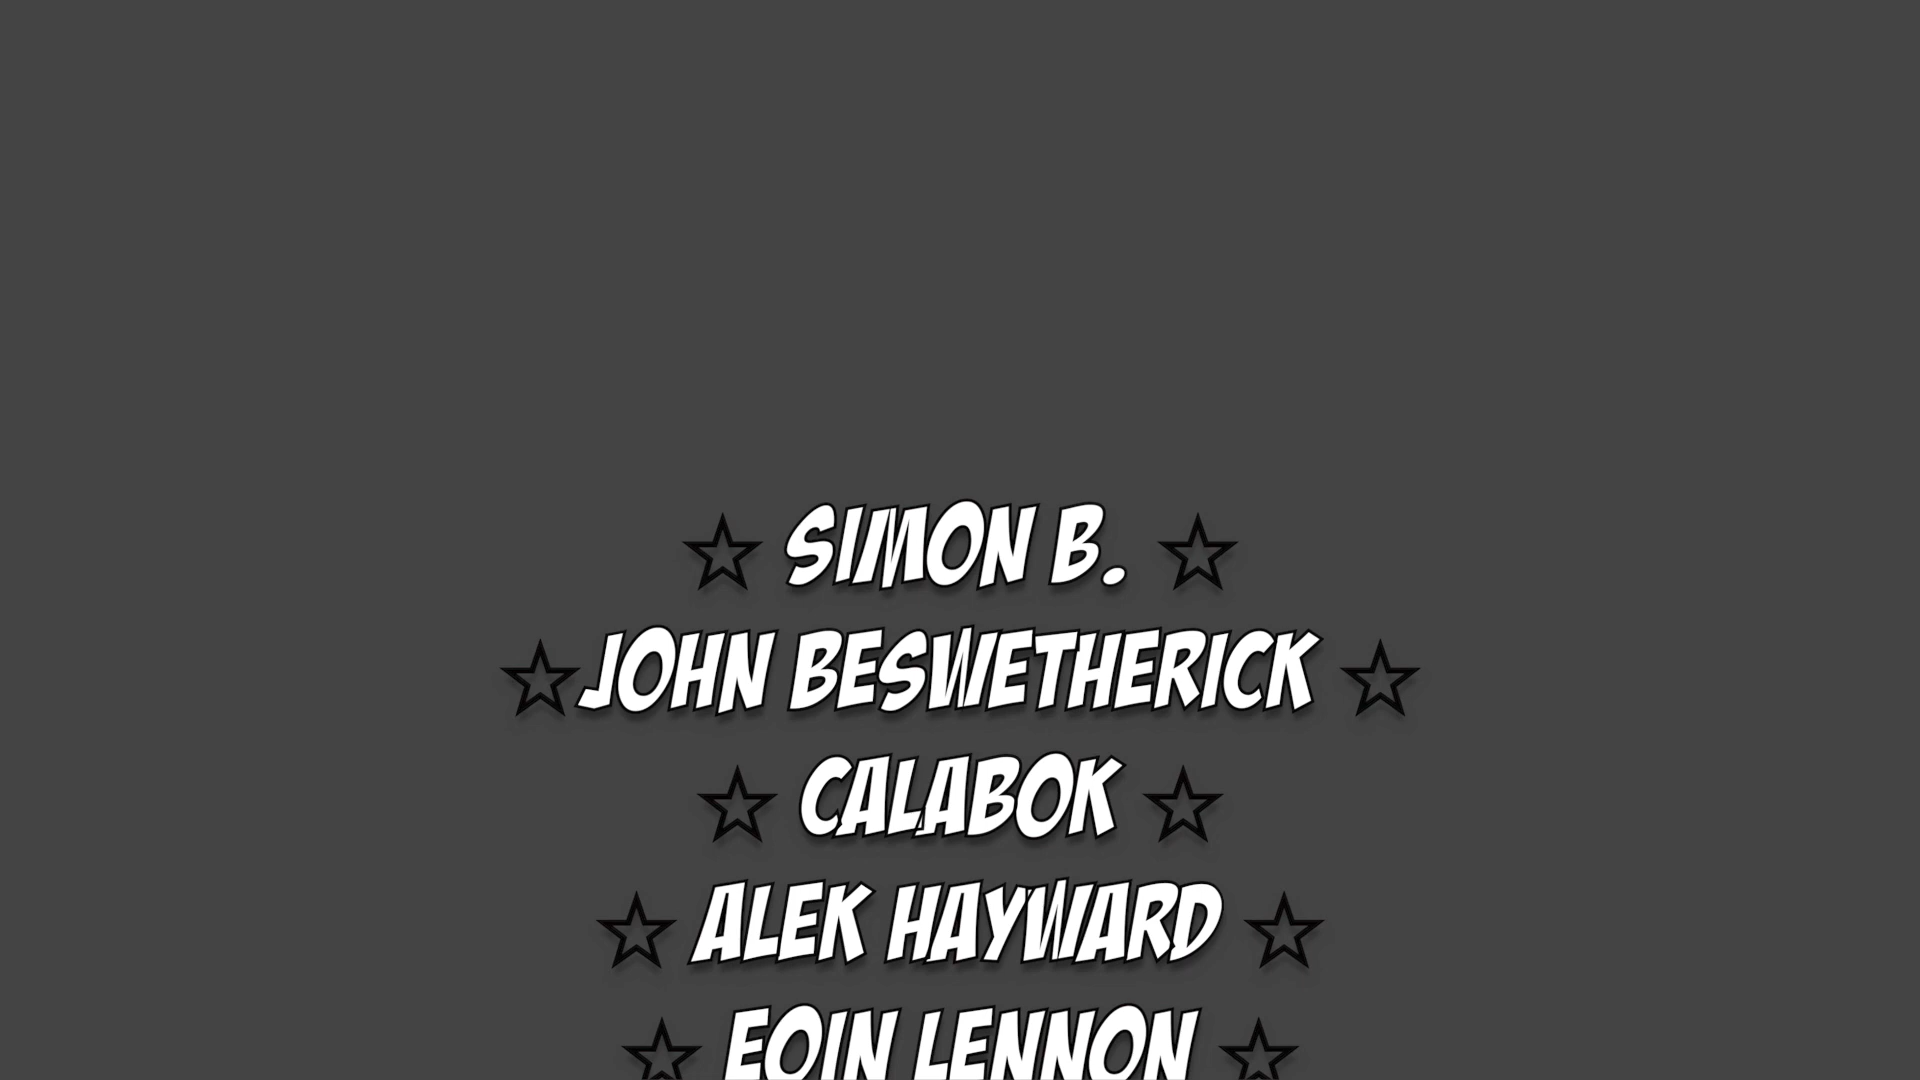 ☆ SIMON B. ☆
☆ JOHN BESWETHERICK ☆
☆ CALABOK ☆
☆ ALEK HAYWARD ☆
☆ EOIN LENNON ☆